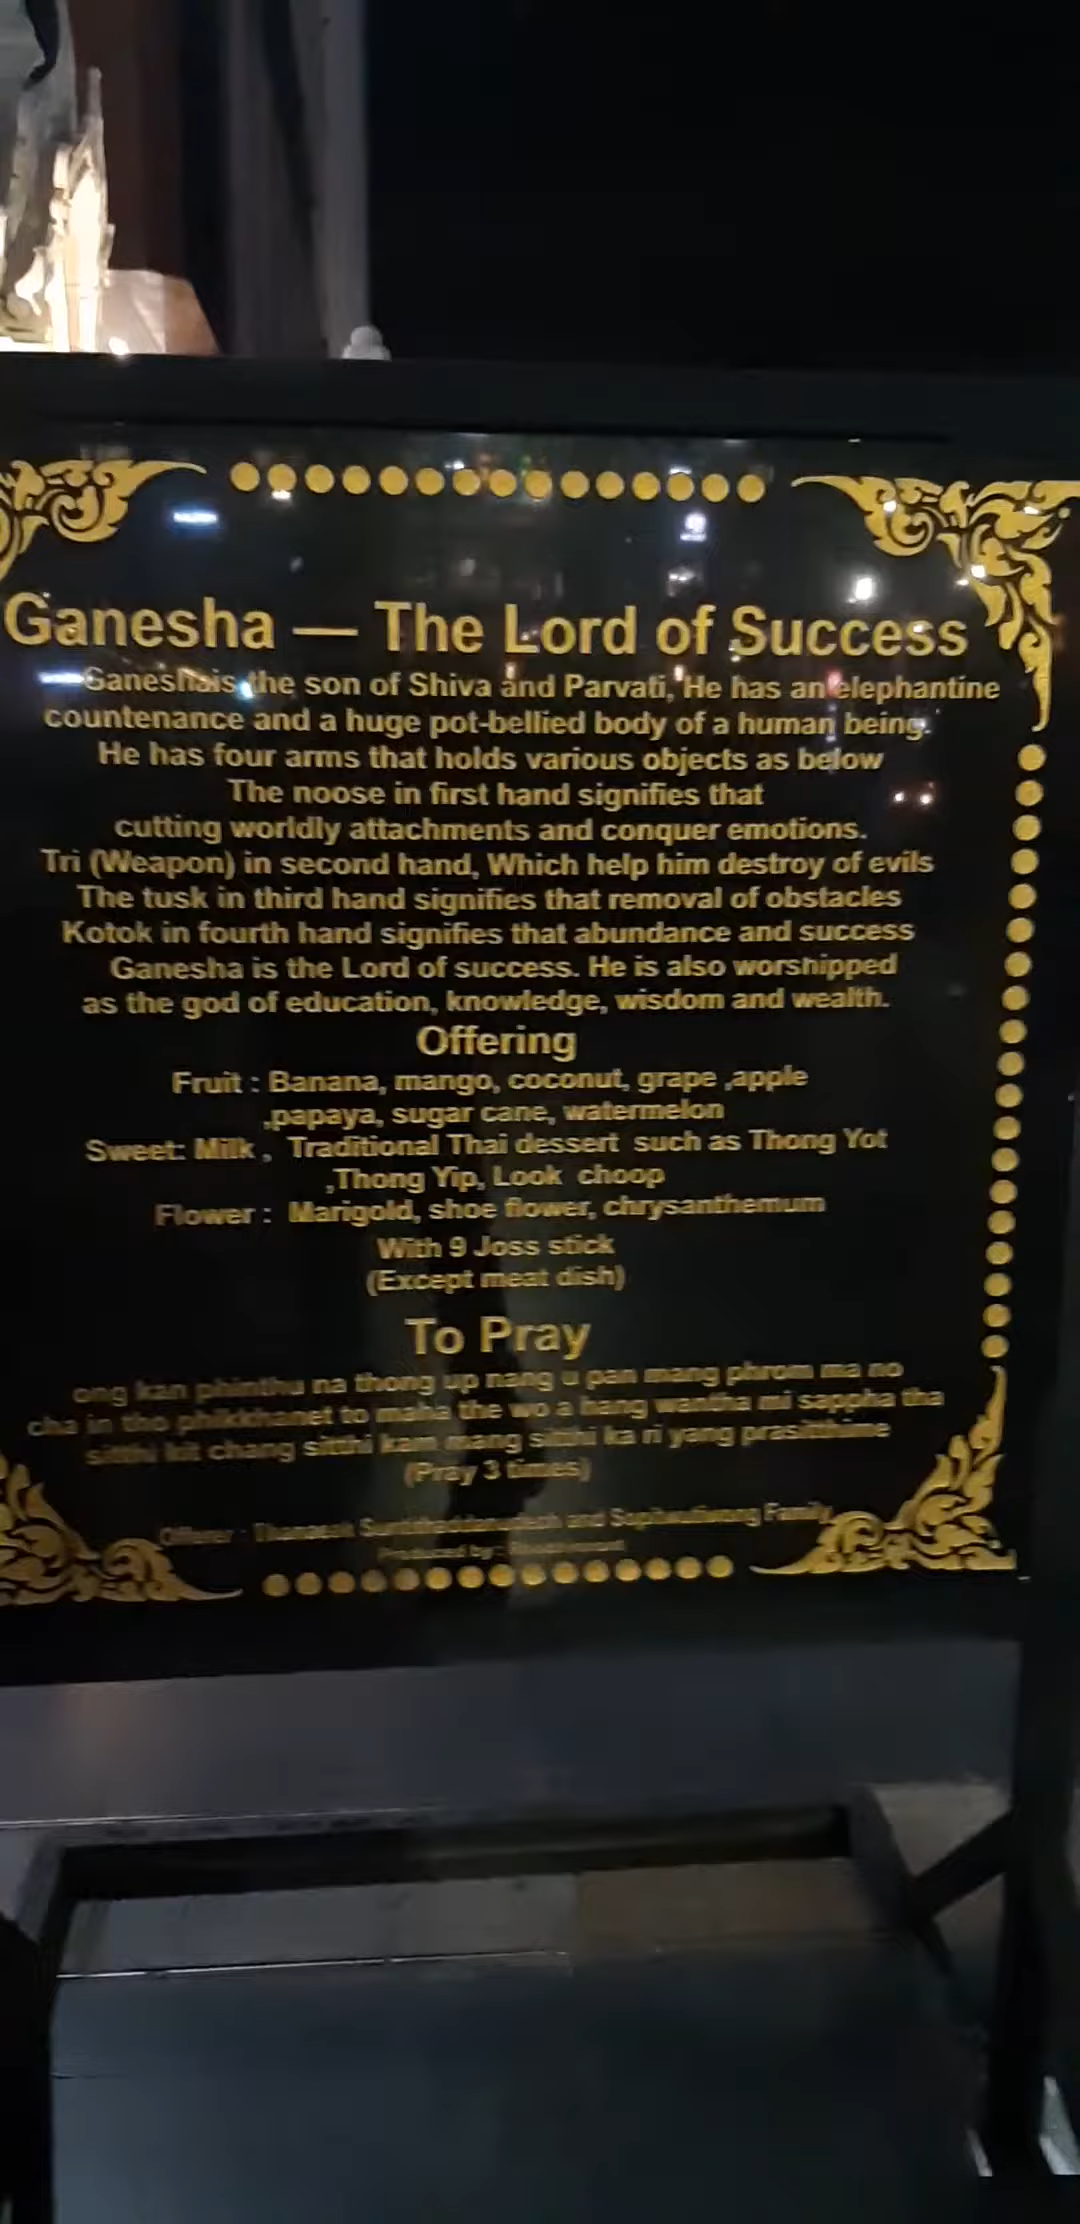 Ganesha — The Lord of Success
Ganesha is the son of Shiva and Parvati, He has an elephantine
countenance and a huge pot-bellied body of a human being.
He has four arms that holds various objects as below
The noose in first hand signifies that
cutting worldly attachments and conquer emotions.
Tri (Weapon) in second hand, Which help him destroy of evils
The tusk in third hand signifies that removal of obstacles
Kotok in fourth hand signifies that abundance and success
Ganesha is the Lord of success. He is also worshipped
as the god of education, knowledge, wisdom and wealth.
Offering
Fruit : Banana, mango, coconut, grape ,apple
,papaya, sugar cane, watermelon
Sweet: Milk , Traditional Thai dessert such as Thong Yot
,Thong Yip, Look choop
Flower : Marigold, shoe flower, chrysanthemum
With 9 Joss stick
(Except meat dish)
To Pray
ong kan phinthu na thong up nang u pan mang phrom ma no
cha in tho phikkhanet to maha the wo a hang wantha mi sappha tha
sitthi kit chang sitthi kam mang sitthi ka ri yang prasitthime
(Pray 3 times)
Offerer : and Family
Produced by :